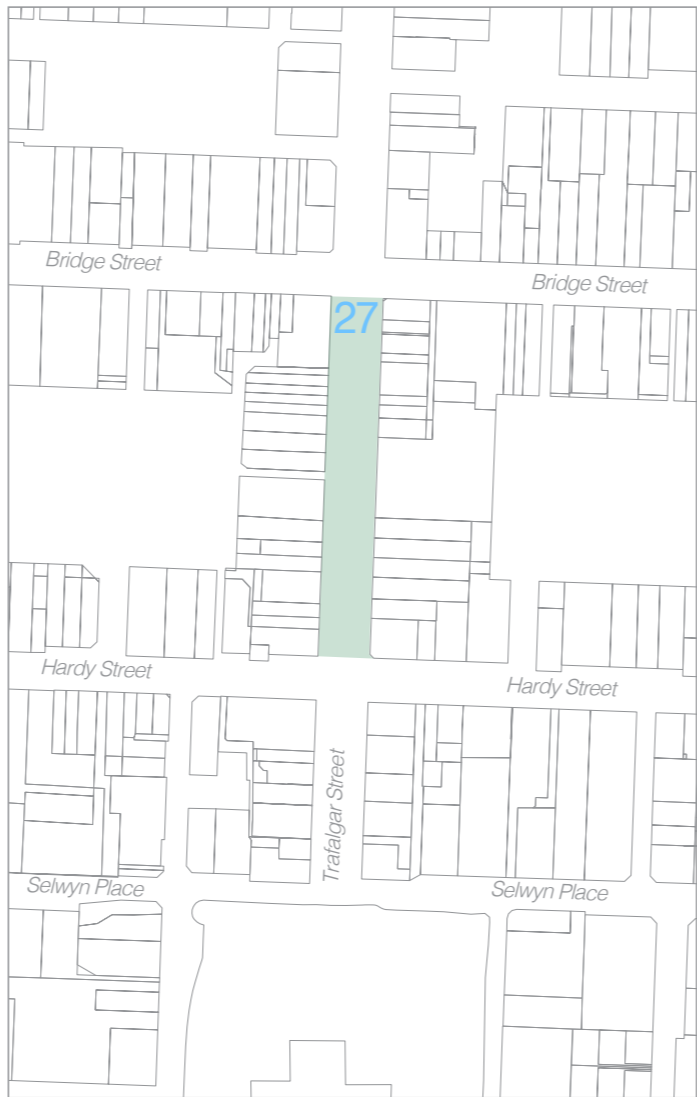 Bridge Street
Bridge Street
27
Hardy Street
Hardy Street
Trafalgar Street
Selwyn Place
Selwyn Place